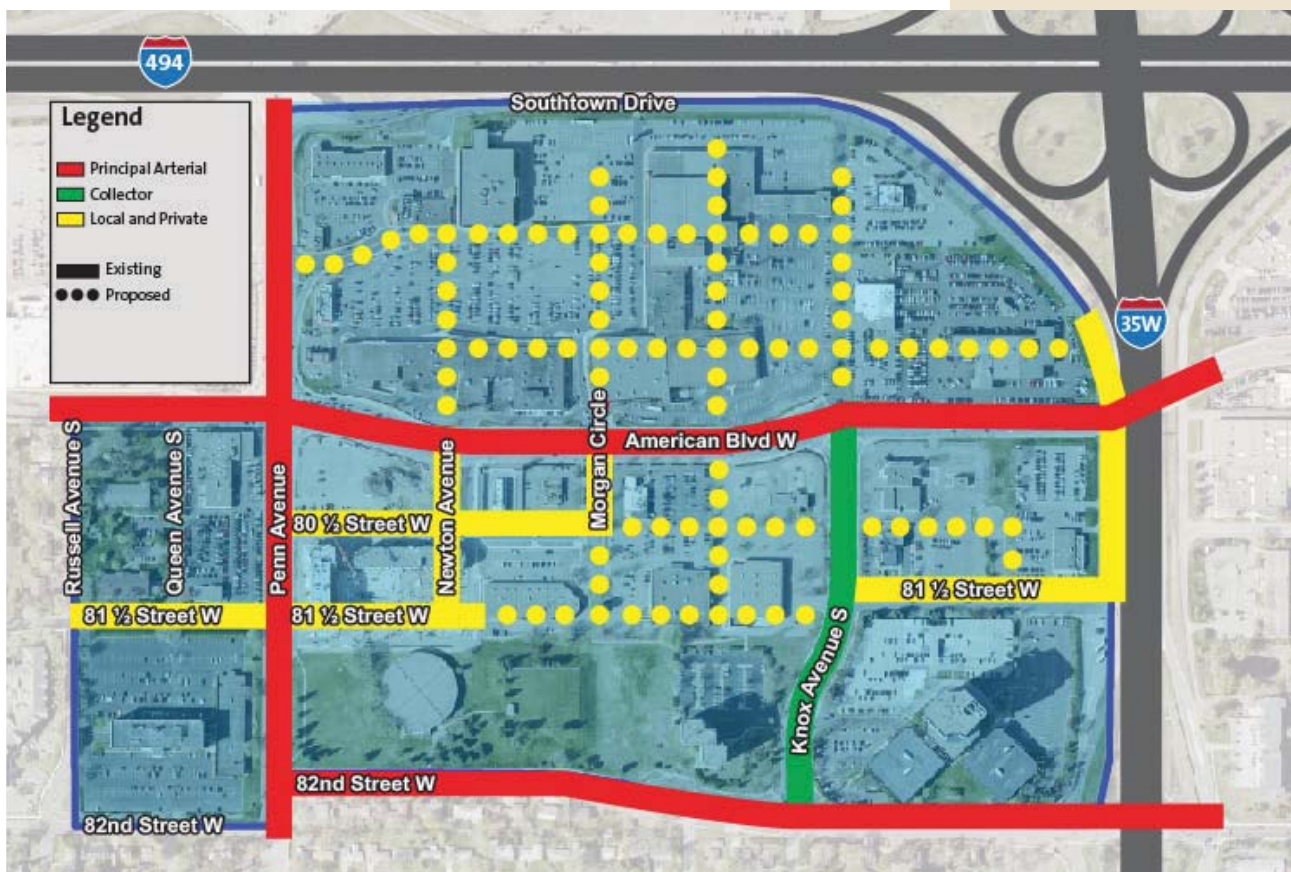 494
Southtown Drive
Legend
Principal Arterial
Collector
Local and Private
Existing
Proposed
35W
American Blvd W
Russell Avenue S
Queen Avenue S
Penn Avenue
Newton Avenue
Morgan Circle
80 ½ Street W
81 ½ Street W
81 ½ Street W
81 ½ Street W
Knox Avenue S
82nd Street W
82nd Street W